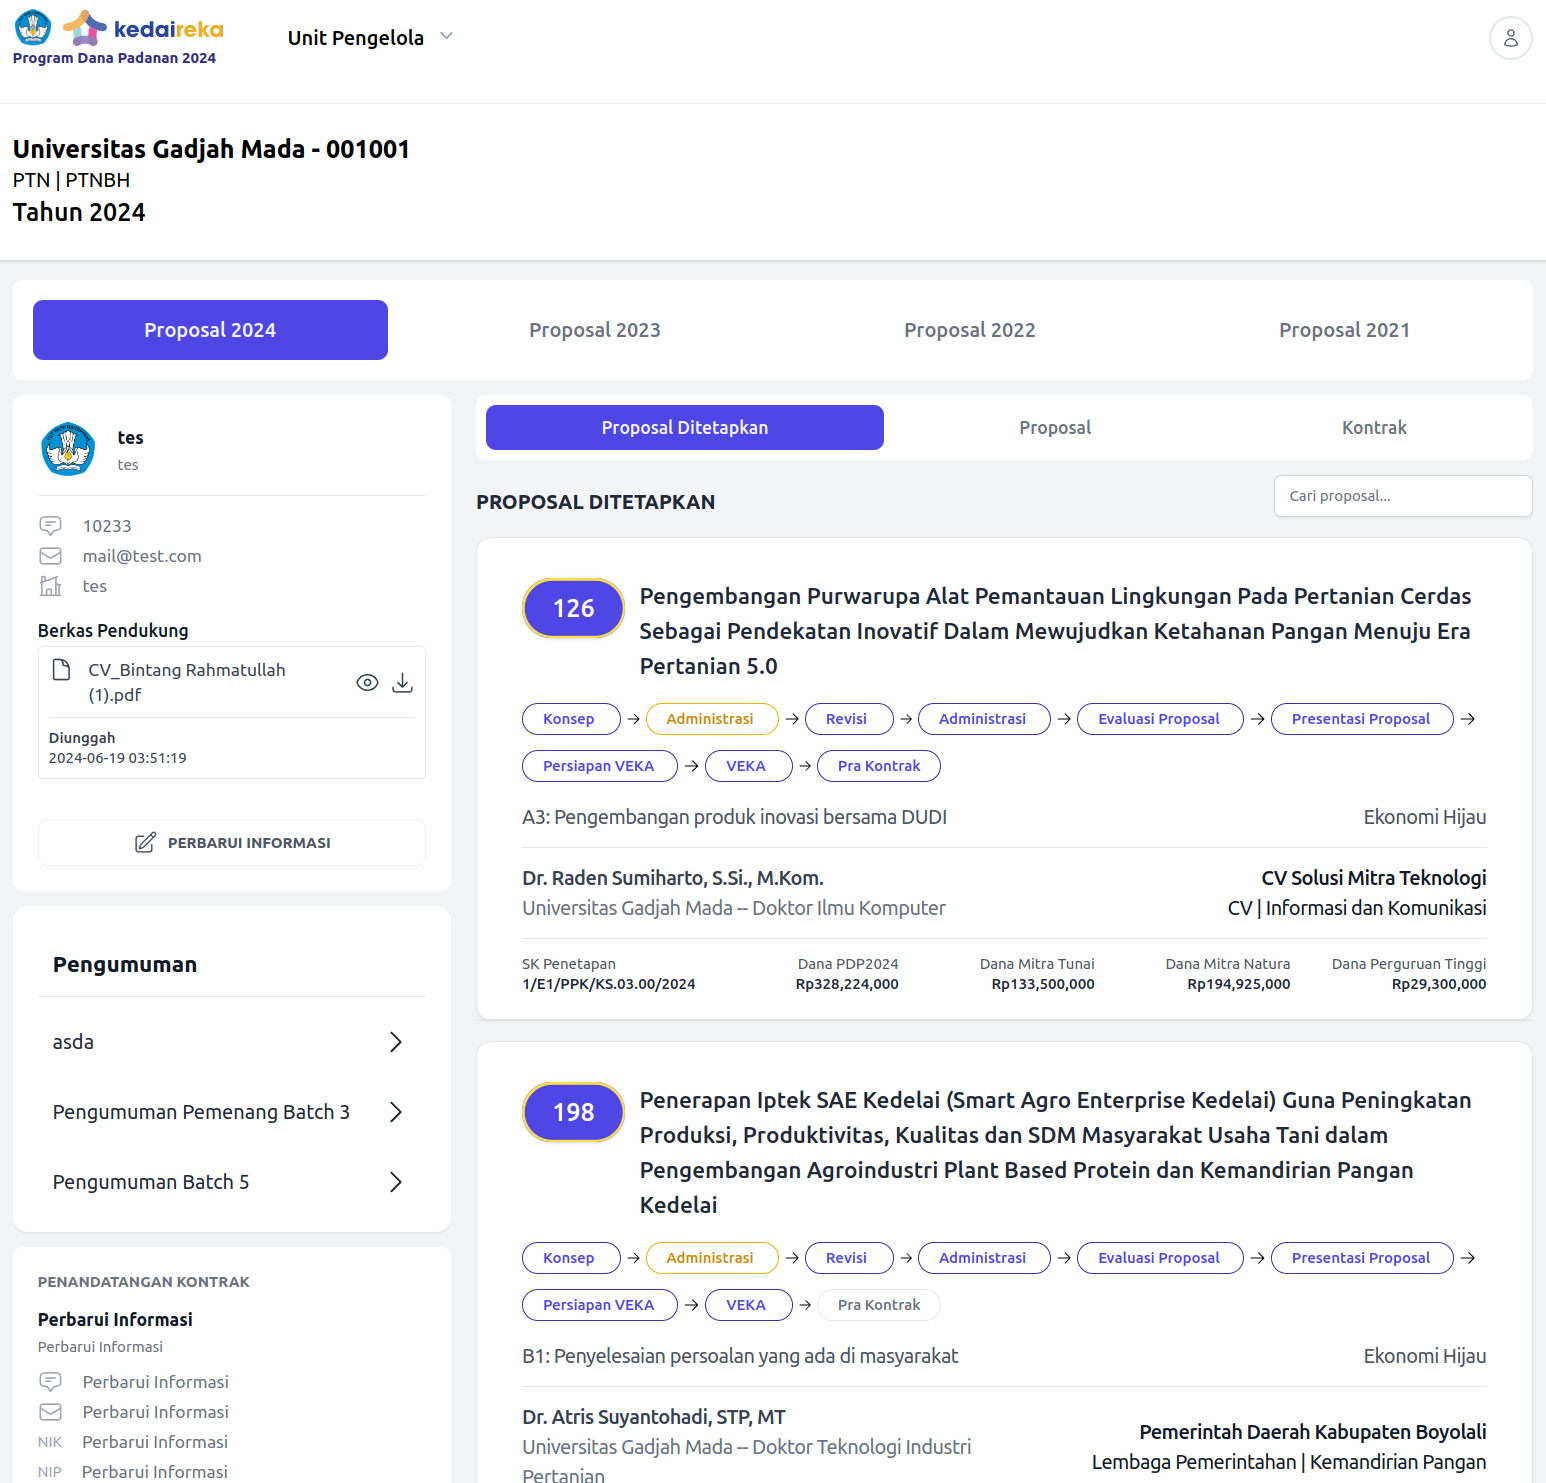 kedaireka
Program Dana Padanan 2024
Unit Pengelola
Universitas Gadjah Mada - 001001
PTN | PTNBH
Tahun 2024
Proposal 2024
Proposal 2023
Proposal 2022
Proposal 2021
tes
tes
10233
mail@test.com
tes
Berkas Pendukung
CV_Bintang Rahmatullah
(1).pdf
Diunggah
2024-06-19 03:51:19
PERBARUI INFORMASI
Pengumuman
asda
Pengumuman Pemenang Batch 3
Pengumuman Batch 5
PENANDATANGAN KONTRAK
Perbarui Informasi
Perbarui Informasi
Perbarui Informasi
Perbarui Informasi
NIK Perbarui Informasi
NIP Perbarui Informasi
Proposal Ditetapkan
Proposal
Kontrak
PROPOSAL DITETAPKAN
Cari proposal...
126
Pengembangan Purwarupa Alat Pemantauan Lingkungan Pada Pertanian Cerdas
Sebagai Pendekatan Inovatif Dalam Mewujudkan Ketahanan Pangan Menuju Era
Pertanian 5.0
Konsep → Administrasi → Revisi → Administrasi → Evaluasi Proposal → Presentasi Proposal →
Persiapan VEKA → VEKA → Pra Kontrak
A3: Pengembangan produk inovasi bersama DUDI
Ekonomi Hijau
Dr. Raden Sumiharto, S.Si., M.Kom.
Universitas Gadjah Mada -- Doktor Ilmu Komputer
CV Solusi Mitra Teknologi
CV | Informasi dan Komunikasi
SK Penetapan
1/E1/PPK/KS.03.00/2024
Dana PDP2024
Rp328,224,000
Dana Mitra Tunai
Rp133,500,000
Dana Mitra Natura
Rp194,925,000
Dana Perguruan Tinggi
Rp29,300,000
198
Penerapan Iptek SAE Kedelai (Smart Agro Enterprise Kedelai) Guna Peningkatan
Produksi, Produktivitas, Kualitas dan SDM Masyarakat Usaha Tani dalam
Pengembangan Agroindustri Plant Based Protein dan Kemandirian Pangan
Kedelai
Konsep → Administrasi → Revisi → Administrasi → Evaluasi Proposal → Presentasi Proposal →
Persiapan VEKA → VEKA → Pra Kontrak
B1: Penyelesaian persoalan yang ada di masyarakat
Ekonomi Hijau
Dr. Atris Suyantohadi, STP, MT
Universitas Gadjah Mada -- Doktor Teknologi Industri
Pertanian
Pemerintah Daerah Kabupaten Boyolali
Lembaga Pemerintahan | Kemandirian Pangan